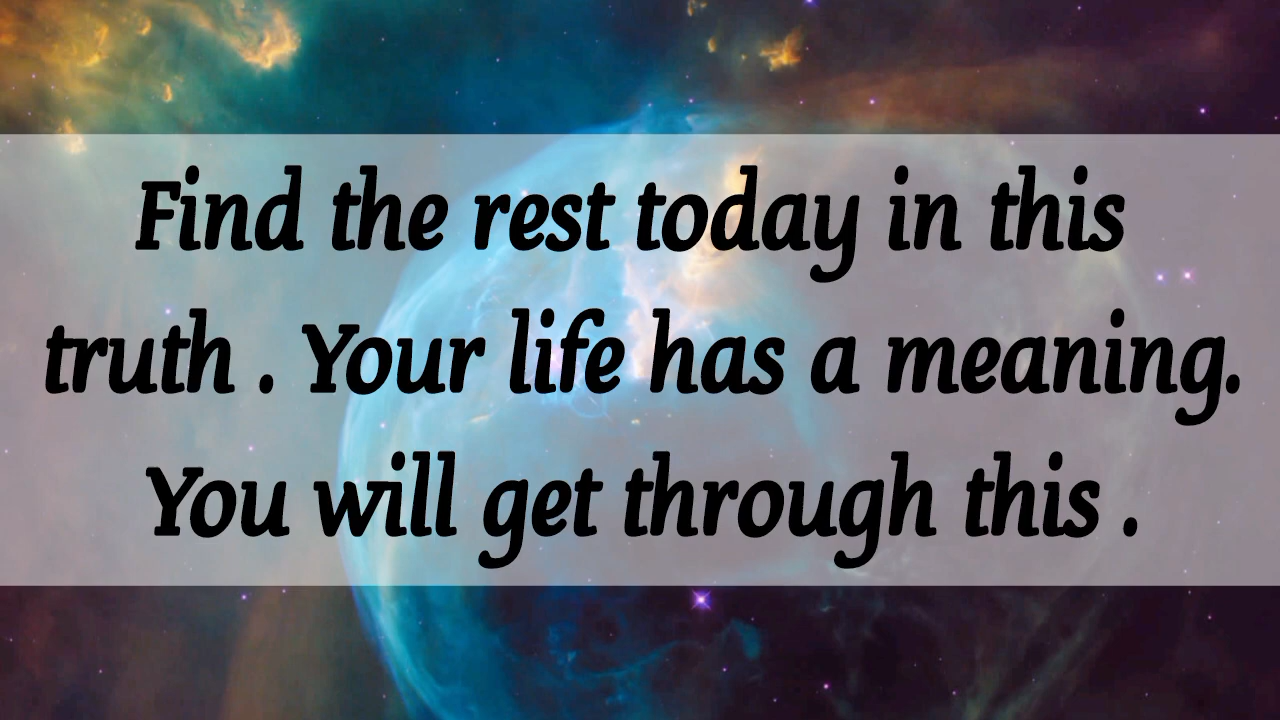 Find the rest today in this
truth . Your life has a meaning.
You will get through this .